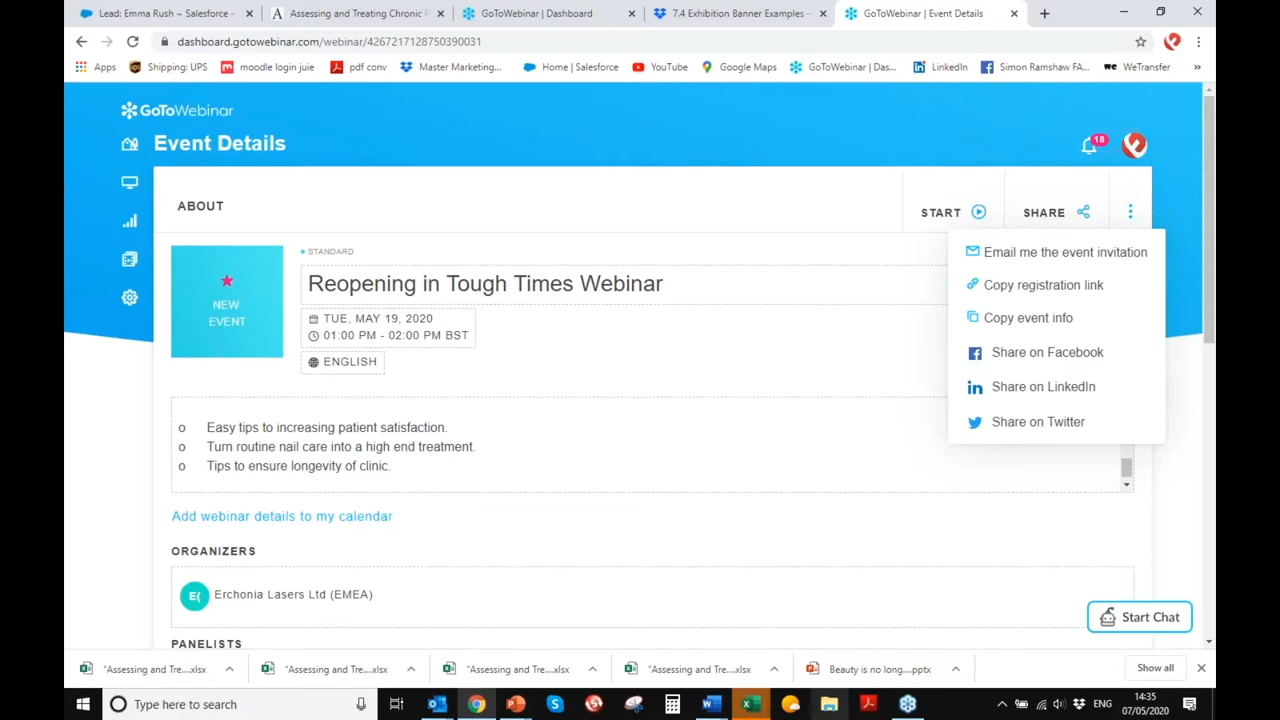 Lead: Emma Rush ~ Salesforce -
Assessing and Treating Chronic P
GoToWebinar | Dashboard
7.4 Exhibition Banner Examples –
GoToWebinar | Event Details
dashboard.gotowebinar.com/webinar/4267217128750390031
Apps
Shipping: UPS
moodle login juie
pdf conv
Master Marketing...
Home | Salesforce
YouTube
Google Maps
GoToWebinar | Das...
LinkedIn
Simon Ramshaw FA...
WeTransfer
»
GoToWebinar
Event Details
18
ABOUT
START
SHARE
STANDARD
NEW
EVENT
Reopening in Tough Times Webinar
TUE, MAY 19, 2020
01:00 PM - 02:00 PM BST
ENGLISH
Email me the event invitation
Copy registration link
Copy event info
Share on Facebook
Share on LinkedIn
Share on Twitter
o Easy tips to increasing patient satisfaction.
o Turn routine nail care into a high end treatment.
o Tips to ensure longevity of clinic.
Add webinar details to my calendar
ORGANIZERS
E( Erchonia Lasers Ltd (EMEA)
Start Chat
PANELISTS
"Assessing and Tre....xlsx
"Assessing and Tre....xlsx
"Assessing and Tre....xlsx
"Assessing and Tre....xlsx
Beauty is no long....pptx
Show all
Type here to search
ENG
14:35
07/05/2020